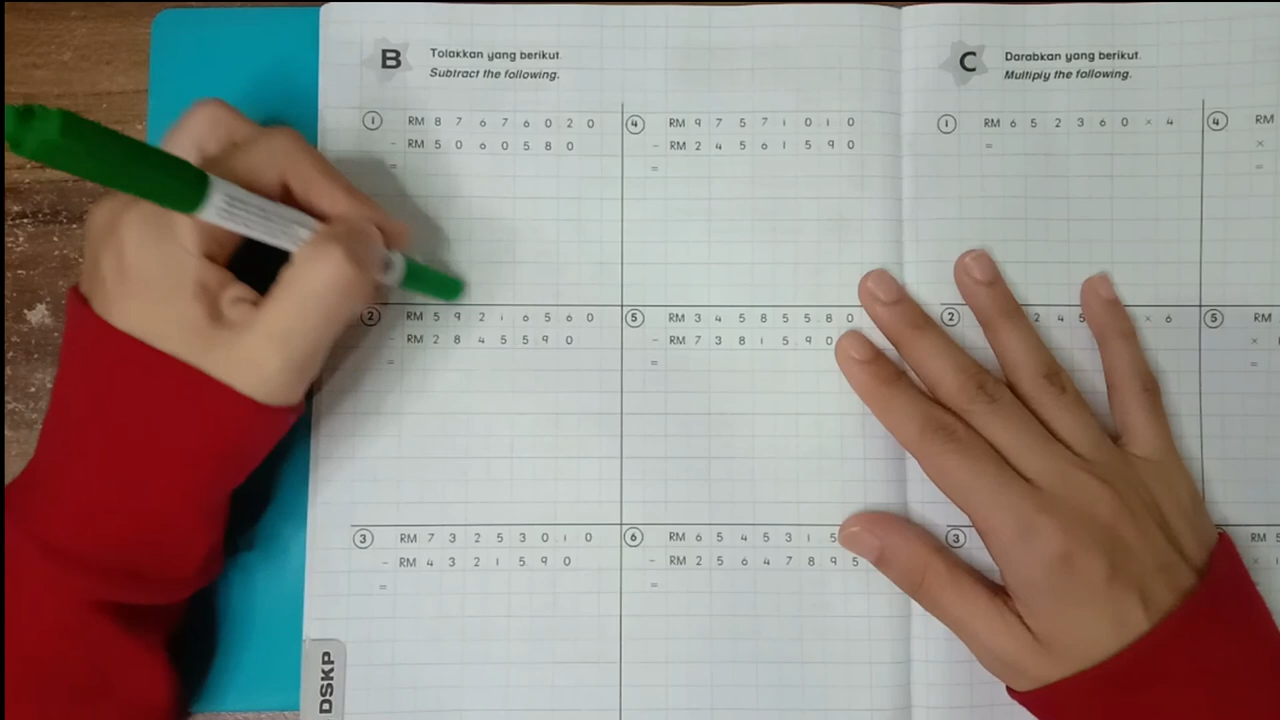 B
Tolakkan yang berikut.
Subtract the following.
1 RM 8 7 6 7 6 0 2 0
− RM 5 0 6 0 5 8 0
=
2 RM 5 9 2 1 6 5 6 0
− RM 2 8 4 5 5 9 0
=
3 RM 7 3 2 5 3 0 . 1 0
− RM 4 3 2 1 5 . 9 0
=
4 RM 9 7 5 7 1 0 . 1 0
− RM 2 4 5 6 1 5 9 0
=
5 RM 3 4 5 8 5 5 8 0
− RM 7 3 8 1 5 . 9 0
=
6 RM 6 5 4 5 3 1 5
− RM 2 5 6 4 7 8 9 5
=
DSKP
C
Darabkan yang berikut.
Multiply the following.
1 RM 6 5 2 3 6 0 × 4
=
2 2 4 5 × 6
3
4 RM
×
=
5 RM
×
=
RM 5
×